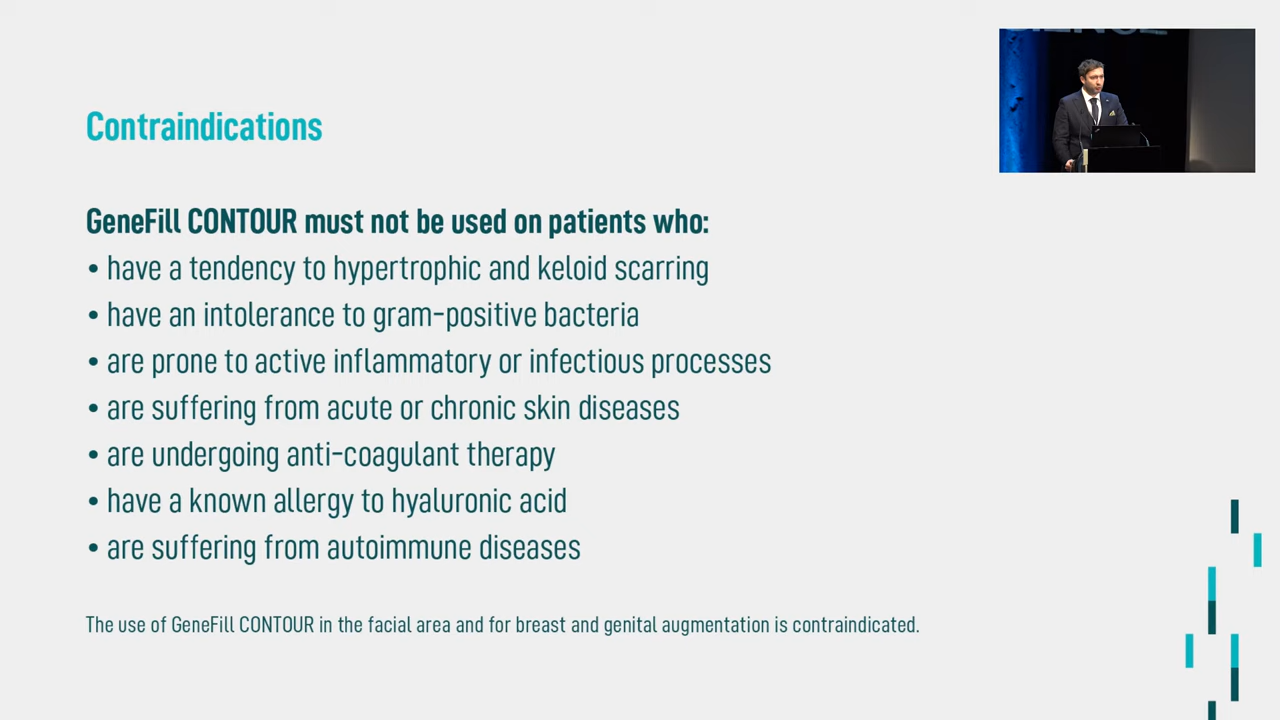 Contraindications
GeneFill CONTOUR must not be used on patients who:
• have a tendency to hypertrophic and keloid scarring
• have an intolerance to gram-positive bacteria
• are prone to active inflammatory or infectious processes
• are suffering from acute or chronic skin diseases
• are undergoing anti-coagulant therapy
• have a known allergy to hyaluronic acid
• are suffering from autoimmune diseases
The use of GeneFill CONTOUR in the facial area and for breast and genital augmentation is contraindicated.